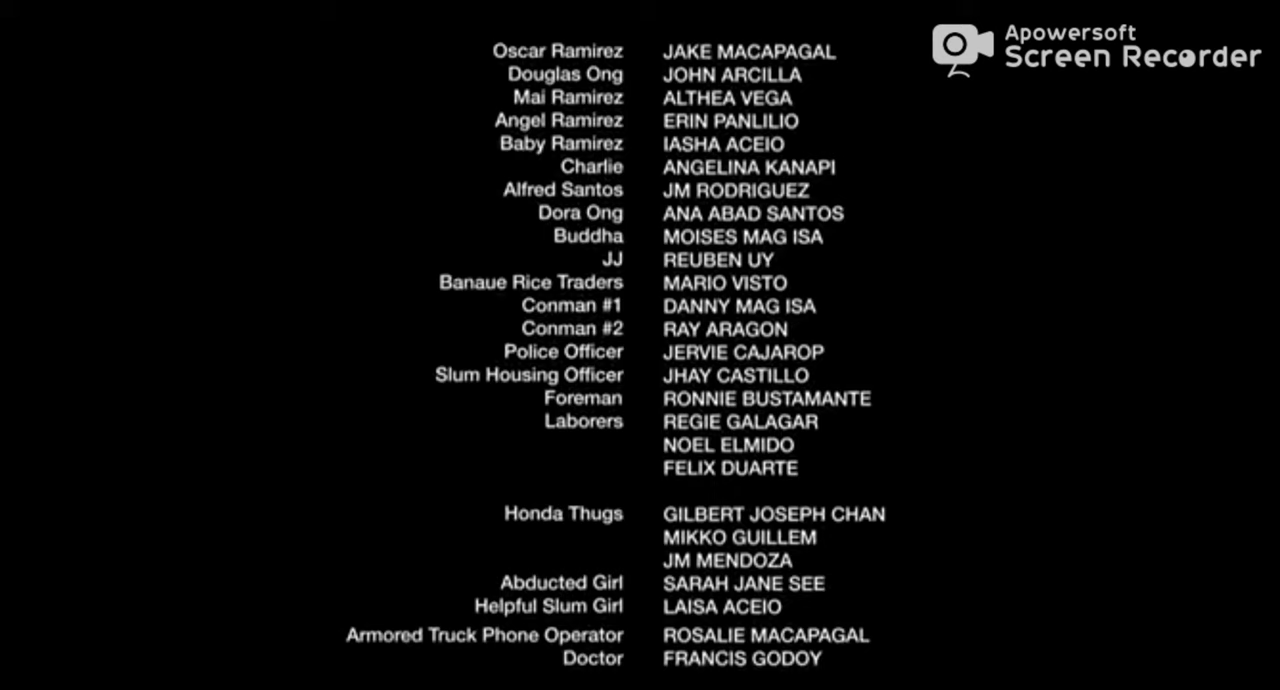 Apowersoft
Screen Recorder
Oscar Ramirez JAKE MACAPAGAL
Douglas Ong JOHN ARCILLA
Mai Ramirez ALTHEA VEGA
Angel Ramirez ERIN PANLILIO
Baby Ramirez IASHA ACEIO
Charlie ANGELINA KANAPI
Alfred Santos JM RODRIGUEZ
Dora Ong ANA ABAD SANTOS
Buddha MOISES MAG ISA
JJ REUBEN UY
Banaue Rice Traders MARIO VISTO
Conman #1 DANNY MAG ISA
Conman #2 RAY ARAGON
Police Officer JERVIE CAJAROP
Slum Housing Officer JHAY CASTILLO
Foreman RONNIE BUSTAMANTE
Laborers REGIE GALAGAR
NOEL ELMIDO
FELIX DUARTE
Honda Thugs GILBERT JOSEPH CHAN
MIKKO GUILLEM
JM MENDOZA
Abducted Girl SARAH JANE SEE
Helpful Slum Girl LAISA ACEIO
Armored Truck Phone Operator ROSALIE MACAPAGAL
Doctor FRANCIS GODOY